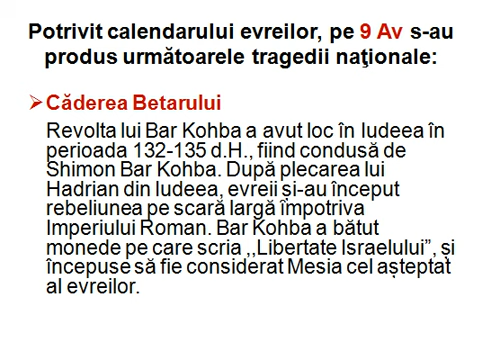 Potrivit calendarului evreilor, pe 9 Av s-au
produs următoarele tragedii naţionale:
Căderea Betarului
Revolta lui Bar Kohba a avut loc în Iudeea în
perioada 132-135 d.H., fiind condusă de
Shimon Bar Kohba. După plecarea lui
Hadrian din Iudeea, evreii și-au început
rebeliunea pe scară largă împotriva
Imperiului Roman. Bar Kohba a bătut
monede pe care scria ,,Libertate Israelului”, și
începuse să fie considerat Mesia cel așteptat
al evreilor.